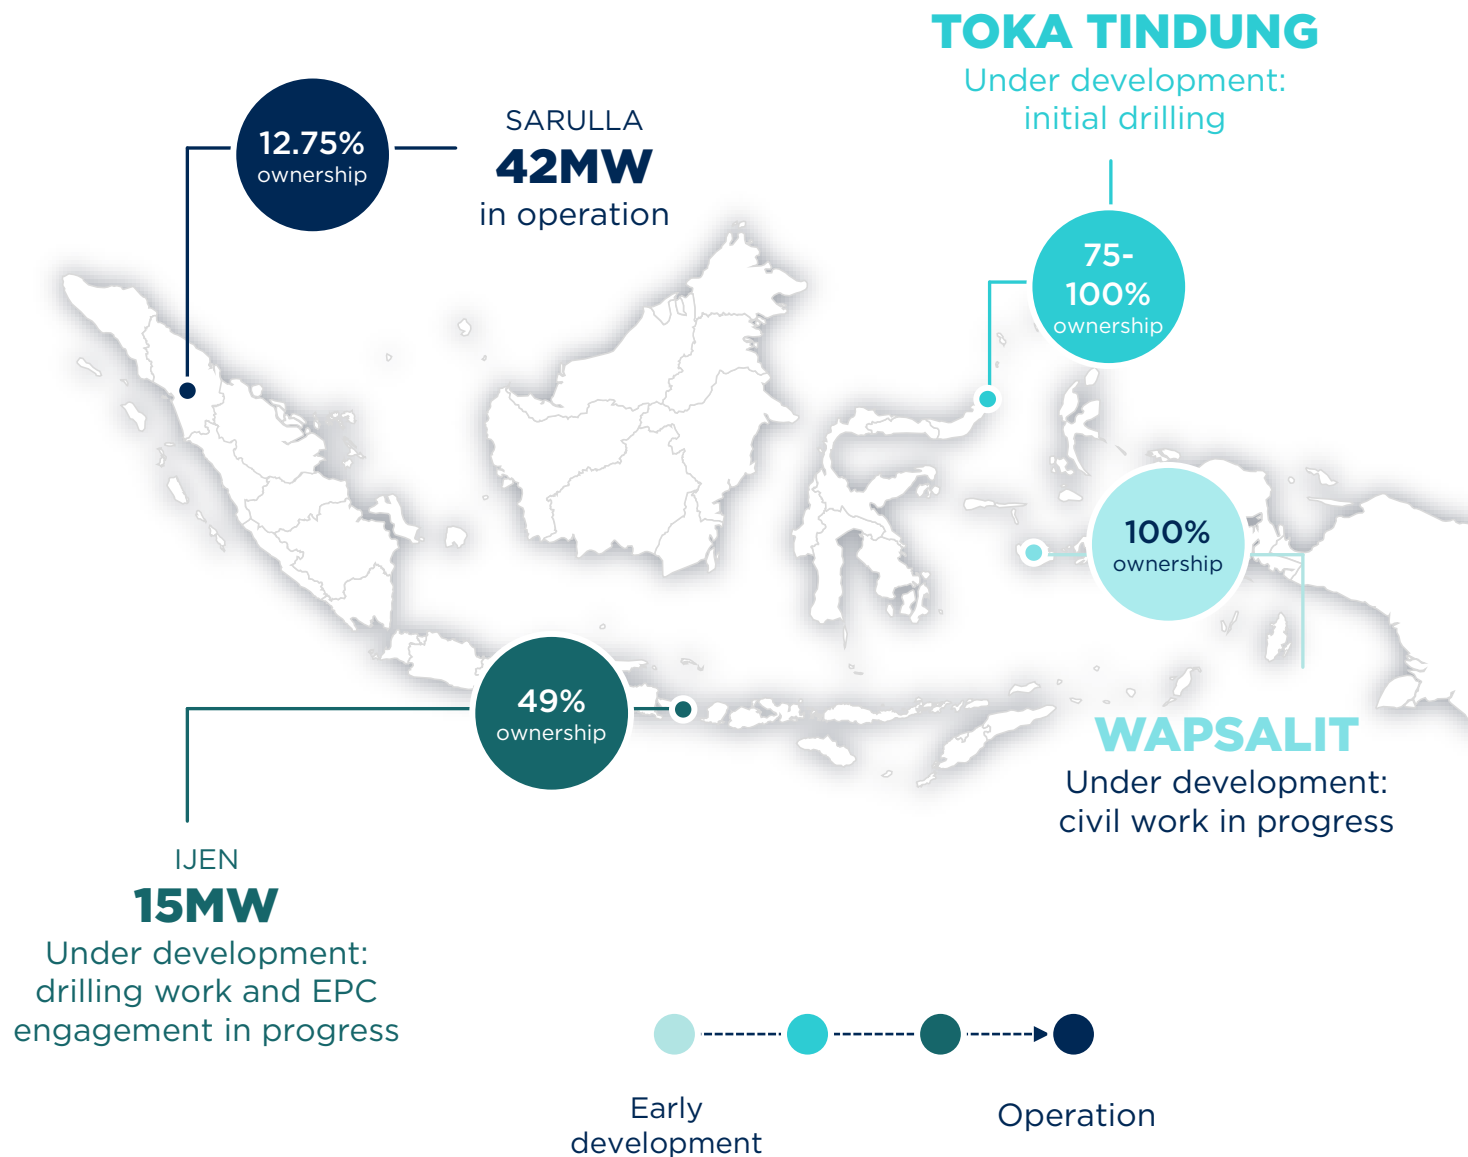 TOKA TINDUNG
Under development:
initial drilling
12.75%
ownership
SARULLA
42MW
in operation
75-
100%
ownership
100%
ownership
49%
ownership
WAPSALIT
Under development:
civil work in progress
IJEN
15MW
Under development:
drilling work and EPC
engagement in progress
Early
development
Operation